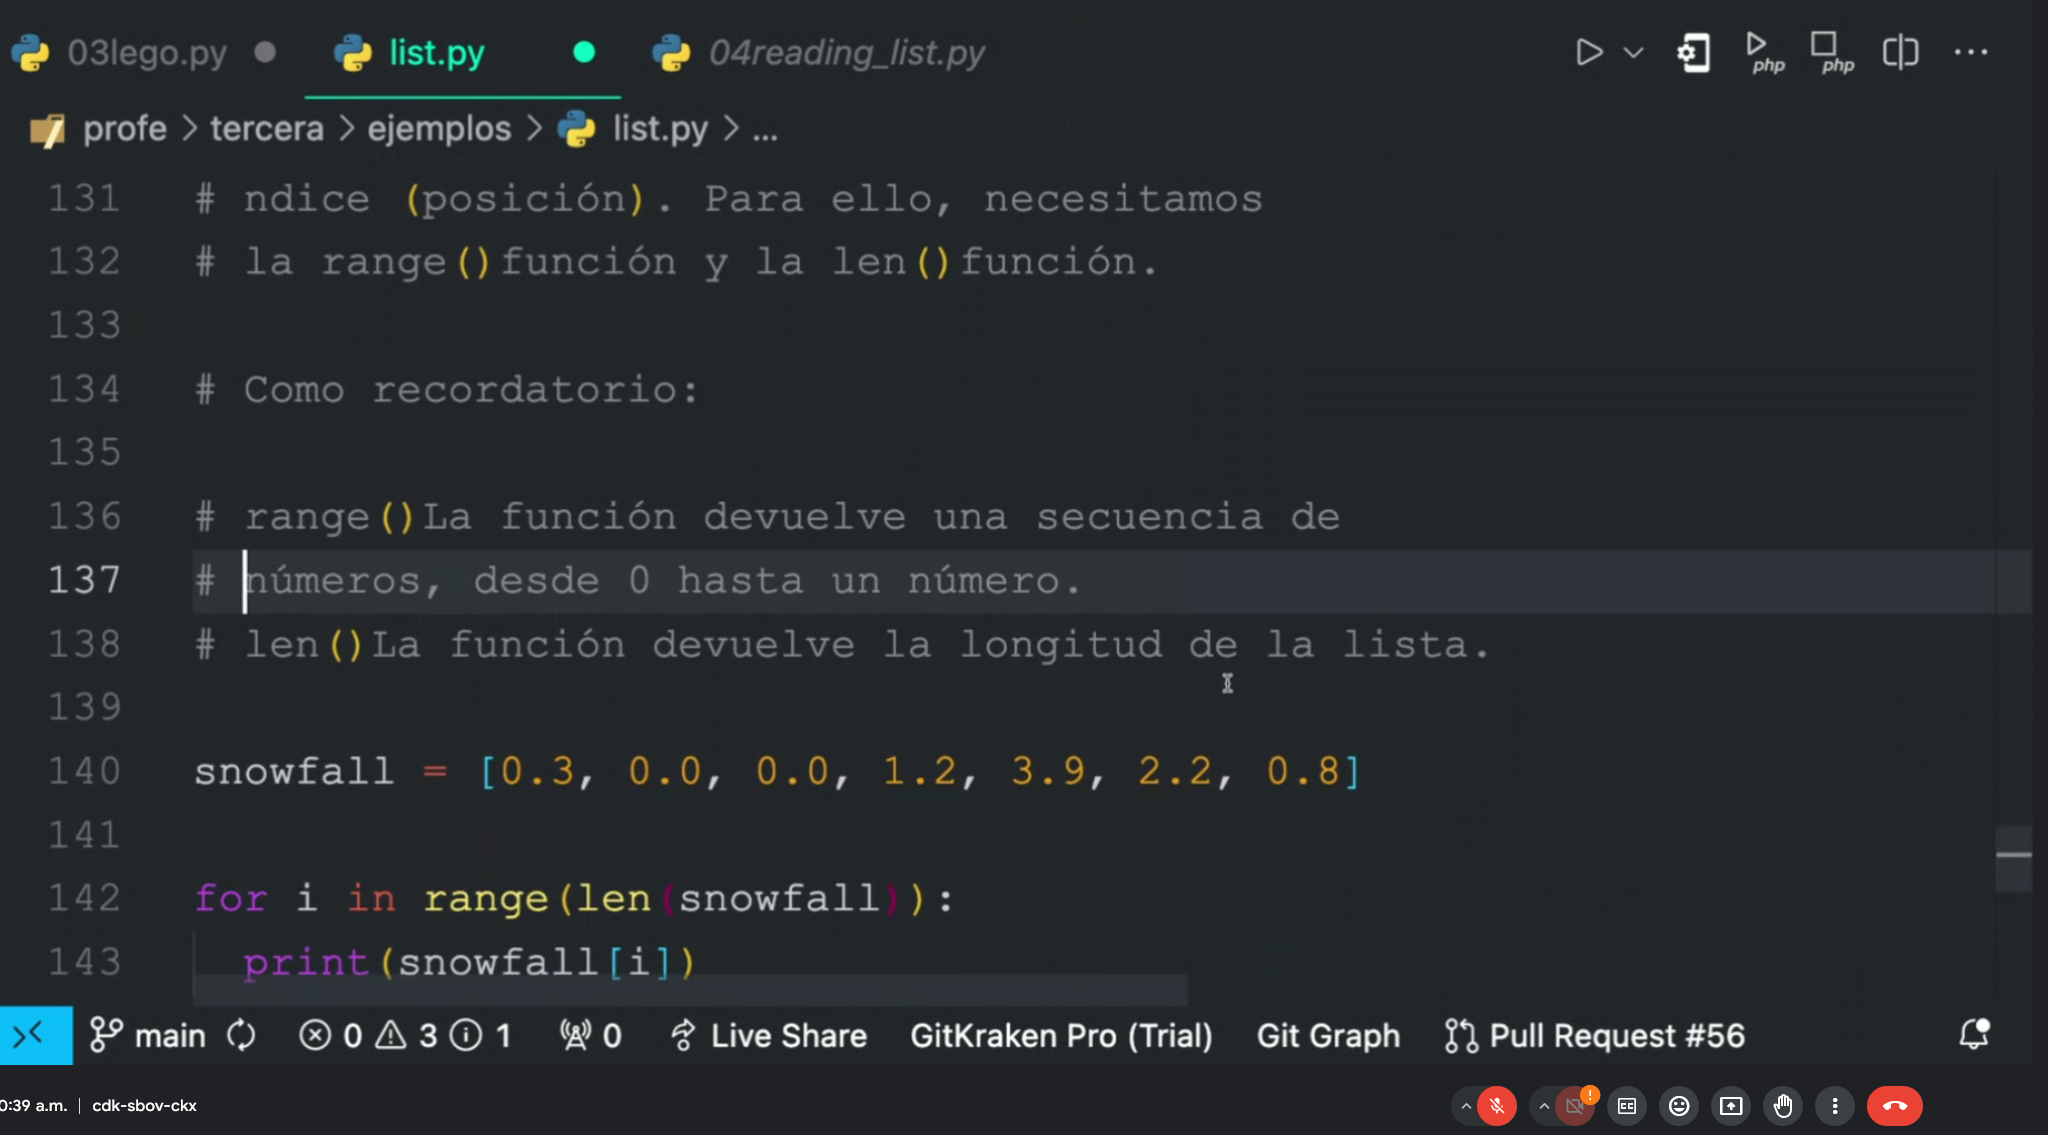 03lego.py
list.py
04reading_list.py
php
php
profe > tercera > ejemplos > list.py > ...
131 # ndice (posición). Para ello, necesitamos
132 # la range()función y la len()función.
133
134 # Como recordatorio:
135
136 # range()La función devuelve una secuencia de
137 # números, desde 0 hasta un número.
138 # len()La función devuelve la longitud de la lista.
139
140 snowfall = [0.3, 0.0, 0.0, 1.2, 3.9, 2.2, 0.8]
141
142 for i in range(len(snowfall)):
143 print(snowfall[i])
main 0 3 1 0 Live Share GitKraken Pro (Trial) Git Graph Pull Request #56
0:39 a.m. | cdk-sbov-ckx
CC